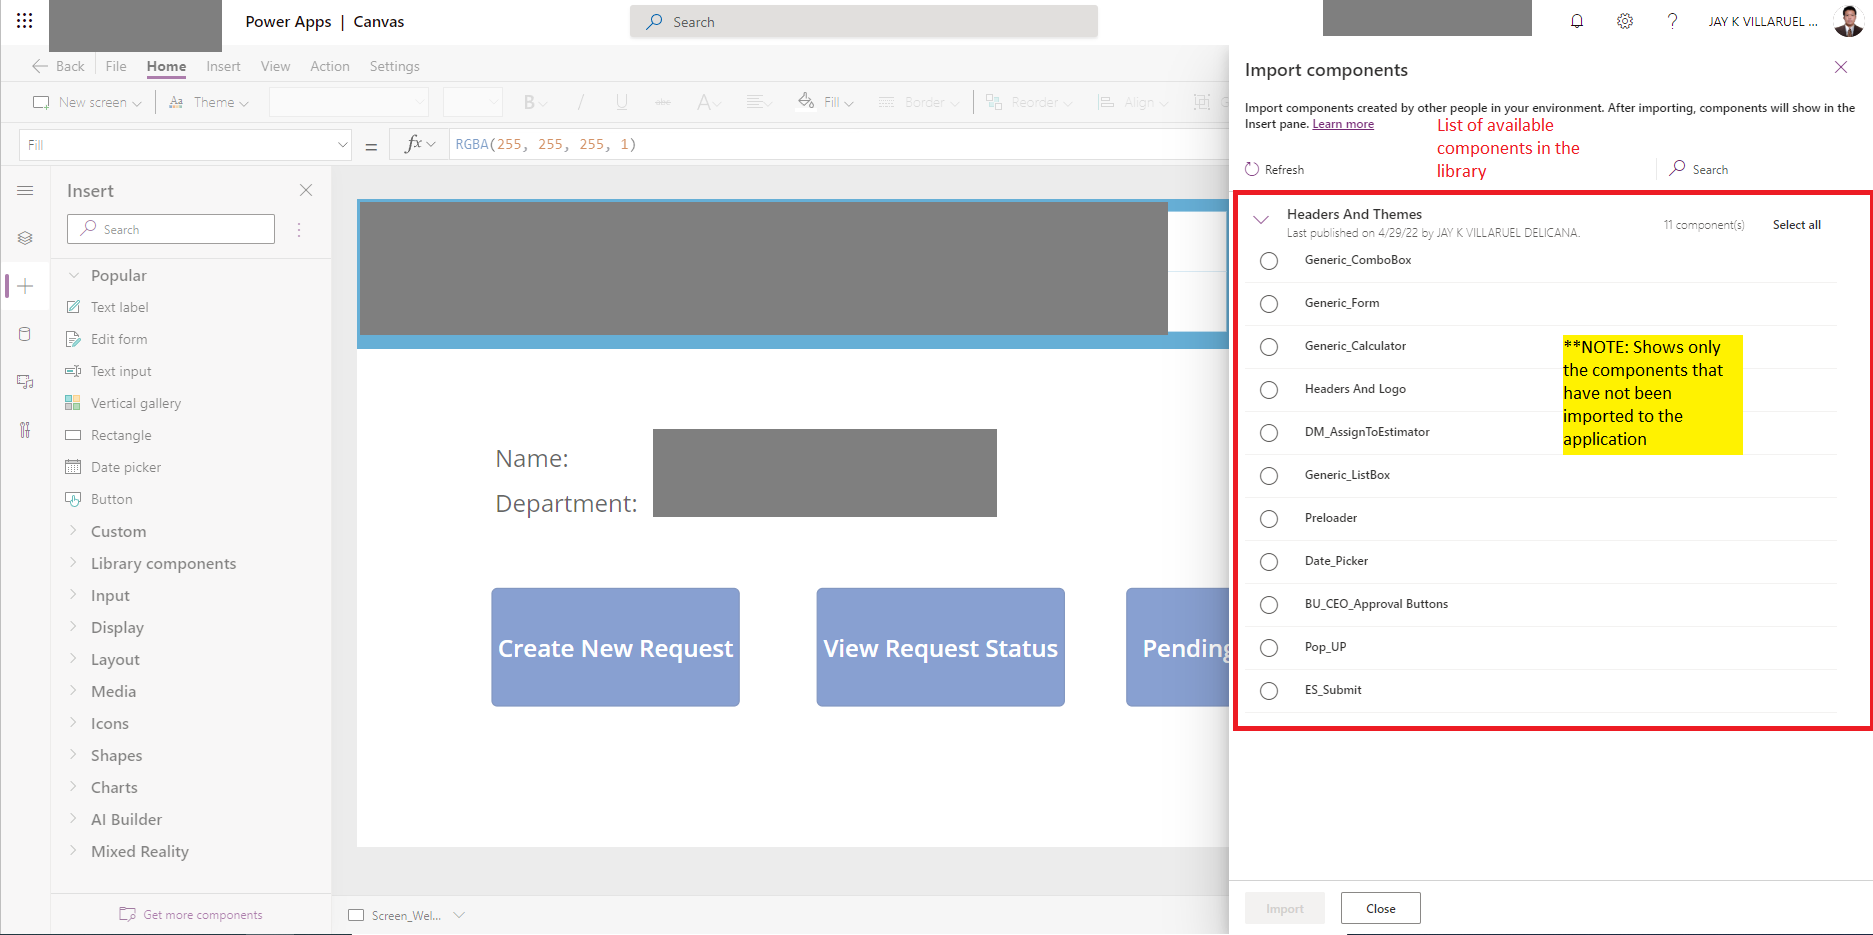 Power Apps | Canvas
Search
JAY K VILLARUEL ...
Back
File
Home
Insert
View
Action
Settings
New screen
Theme
B
/
U
abc
A
Fill
Border
Reorder
Align
Fill
=
fx
RGBA(255, 255, 255, 1)
Insert
Search
Popular
Text label
Edit form
Text input
Vertical gallery
Rectangle
Date picker
Button
Custom
Library components
Input
Display
Layout
Media
Icons
Shapes
Charts
AI Builder
Mixed Reality
Get more components
Name:
Department:
Create New Request
View Request Status
Pending
Screen_Wel...
Import components
Import components created by other people in your environment. After importing, components will show in the
Insert pane. Learn more
List of available
components in the
library
Refresh
Search
Headers And Themes
Last published on 4/29/22 by JAY K VILLARUEL DELICANA.
11 component(s)
Select all
Generic_ComboBox
Generic_Form
Generic_Calculator
Headers And Logo
DM_AssignToEstimator
Generic_ListBox
Preloader
Date_Picker
BU_CEO_Approval Buttons
Pop_UP
ES_Submit
**NOTE: Shows only
the components that
have not been
imported to the
application
Import
Close